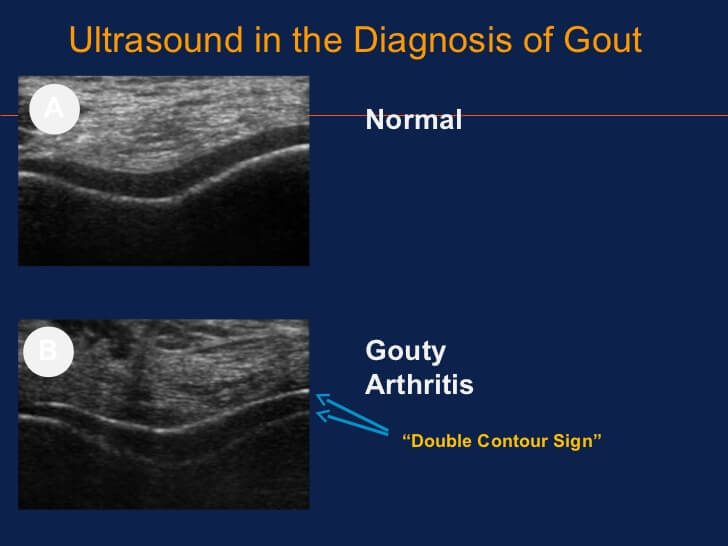 Ultrasound in the Diagnosis of Gout
A
Normal
B
Gouty
Arthritis
“Double Contour Sign”